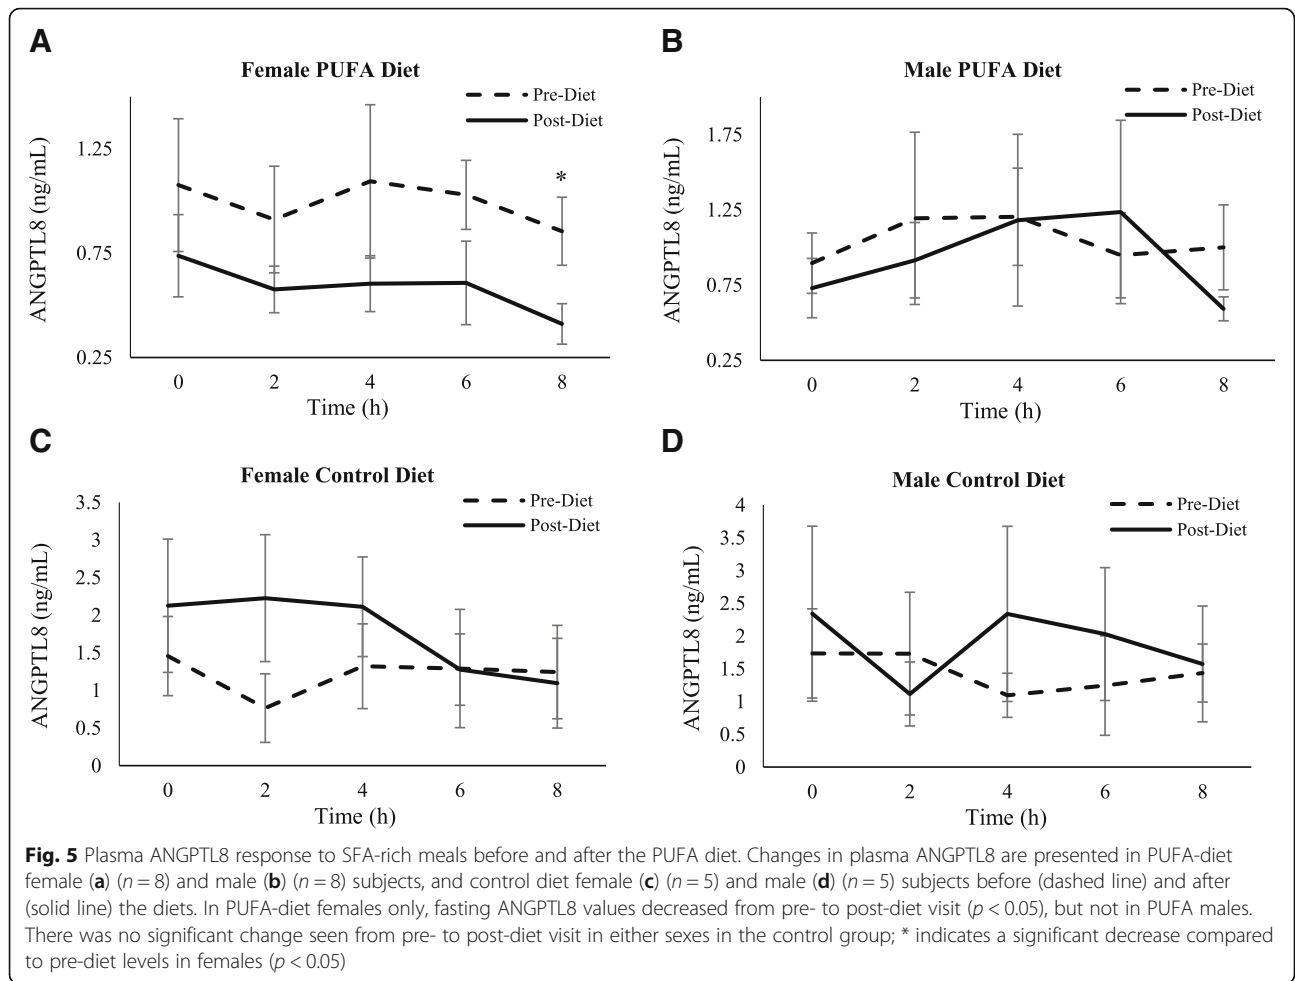 A
Female PUFA Diet
Pre-Diet
Post-Diet
ANGPTL8 (ng/mL)
1.25
0.75
0.25
*
0 2 4 6 8
Time (h)
B
Male PUFA Diet
Pre-Diet
Post-Diet
ANGPTL8 (ng/mL)
1.75
1.25
0.75
0.25
0 2 4 6 8
Time (h)
C
Female Control Diet
Pre-Diet
Post-Diet
ANGPTL8 (ng/mL)
3.5
3
2.5
2
1.5
1
0.5
0
0 2 4 6 8
Time (h)
D
Male Control Diet
Pre-Diet
Post-Diet
ANGPTL8 (ng/mL)
4
3.5
3
2.5
2
1.5
1
0.5
0
0 2 4 6 8
Time (h)
Fig. 5 Plasma ANGPTL8 response to SFA-rich meals before and after the PUFA diet. Changes in plasma ANGPTL8 are presented in PUFA-diet
female (a) (n = 8) and male (b) (n = 8) subjects, and control diet female (c) (n = 5) and male (d) (n = 5) subjects before (dashed line) and after
(solid line) the diets. In PUFA-diet females only, fasting ANGPTL8 values decreased from pre- to post-diet visit (p < 0.05), but not in PUFA males.
There was no significant change seen from pre- to post-diet visit in either sexes in the control group; * indicates a significant decrease compared
to pre-diet levels in females (p < 0.05)